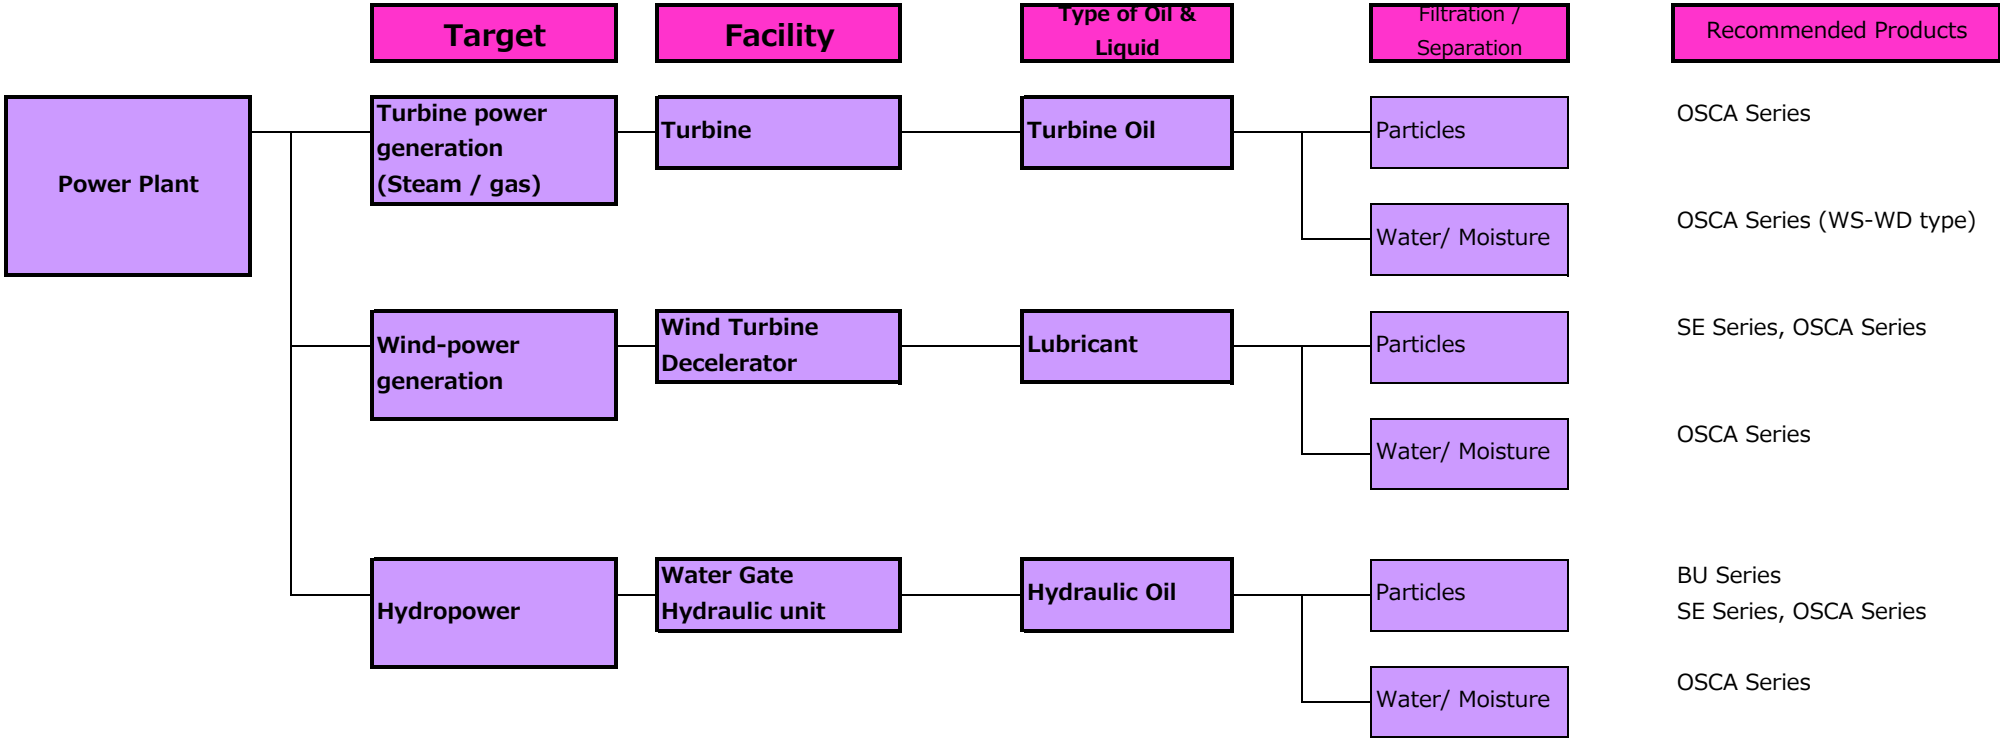 Target
Facility
Type of Oil &
Liquid
Filtration /
Separation
Recommended Products
Power Plant
Turbine power
generation
(Steam / gas)
Turbine
Turbine Oil
Particles
OSCA Series
Water/ Moisture
OSCA Series (WS-WD type)
Wind-power
generation
Wind Turbine
Decelerator
Lubricant
Particles
SE Series, OSCA Series
Water/ Moisture
OSCA Series
Hydropower
Water Gate
Hydraulic unit
Hydraulic Oil
Particles
BU Series
SE Series, OSCA Series
Water/ Moisture
OSCA Series